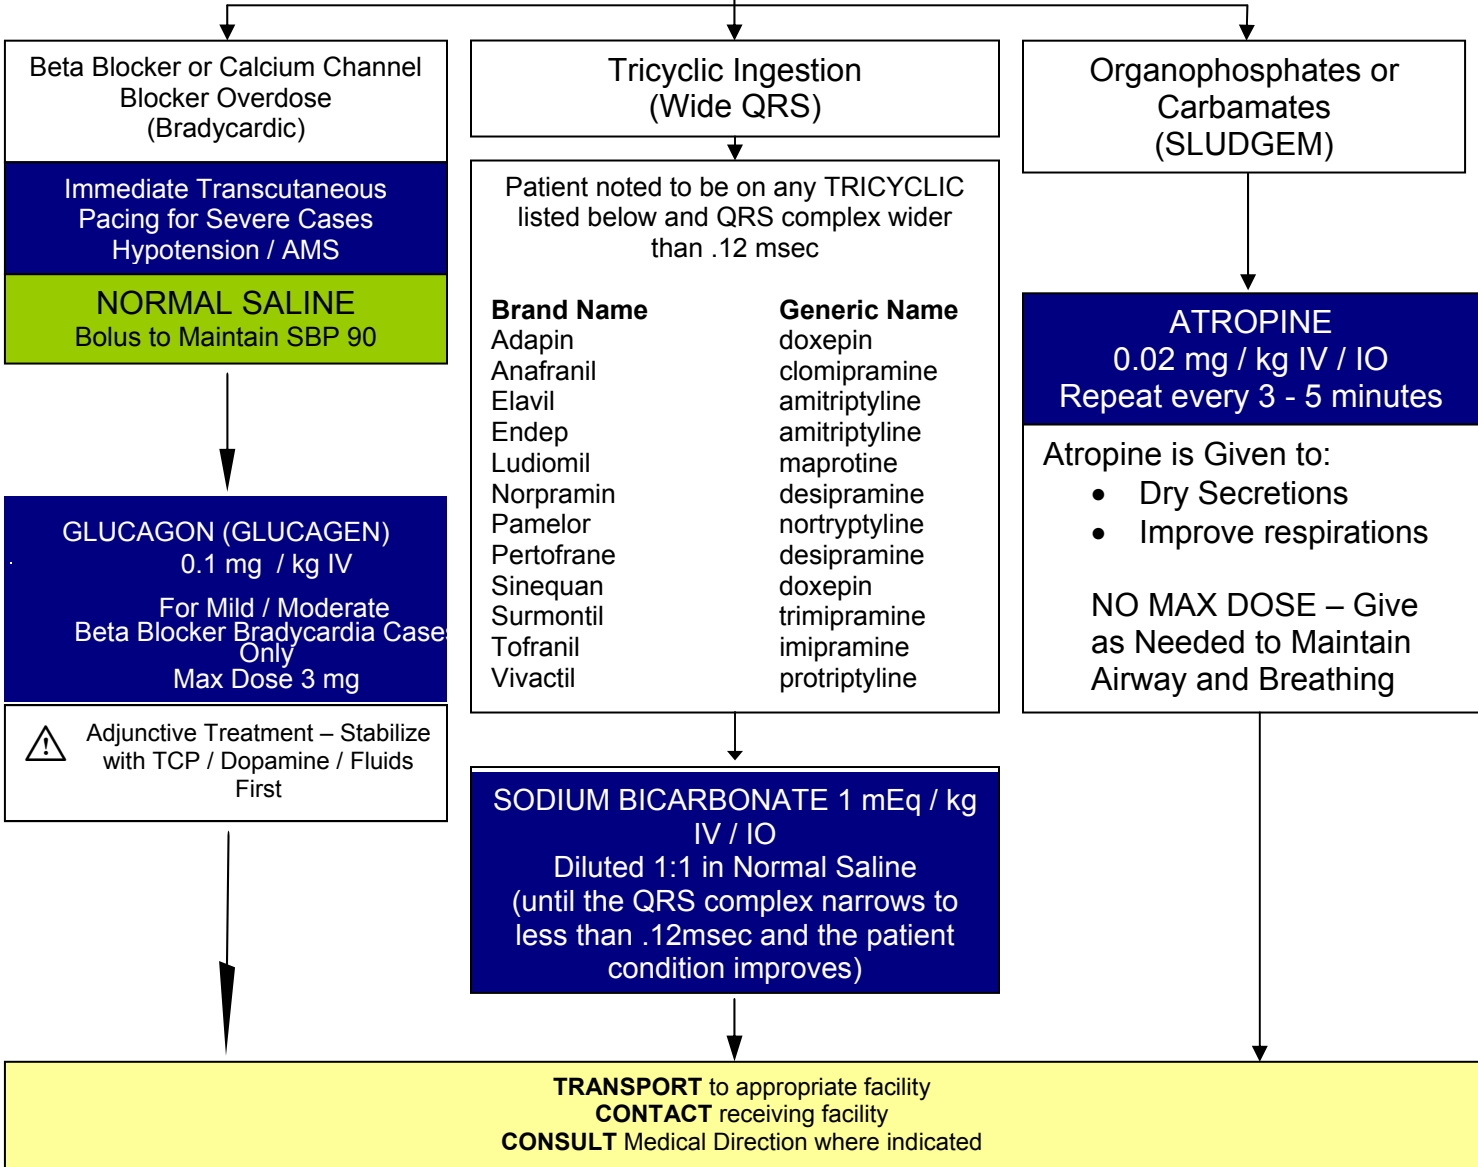 Beta Blocker or Calcium Channel
Blocker Overdose
(Bradycardic)
Immediate Transcutaneous
Pacing for Severe Cases
Hypotension / AMS
NORMAL SALINE
Bolus to Maintain SBP 90
GLUCAGON (GLUCAGEN)
0.1 mg / kg IV
For Mild / Moderate
Beta Blocker Bradycardia Cases
Only
Max Dose 3 mg
Adjunctive Treatment – Stabilize
with TCP / Dopamine / Fluids
First
Tricyclic Ingestion
(Wide QRS)
Patient noted to be on any TRICYCLIC
listed below and QRS complex wider
than .12 msec
Brand Name Generic Name
Adapin doxepin
Anafranil clomipramine
Elavil amitriptyline
Endep amitriptyline
Ludiomil maprotine
Norpramin desipramine
Pamelor nortryptyline
Pertofrane desipramine
Sinequan doxepin
Surmontil trimipramine
Tofranil imipramine
Vivactil protriptyline
SODIUM BICARBONATE 1 mEq / kg
IV / IO
Diluted 1:1 in Normal Saline
(until the QRS complex narrows to
less than .12msec and the patient
condition improves)
Organophosphates or
Carbamates
(SLUDGEM)
ATROPINE
0.02 mg / kg IV / IO
Repeat every 3 - 5 minutes
Atropine is Given to:
• Dry Secretions
• Improve respirations
NO MAX DOSE – Give
as Needed to Maintain
Airway and Breathing
TRANSPORT to appropriate facility
CONTACT receiving facility
CONSULT Medical Direction where indicated